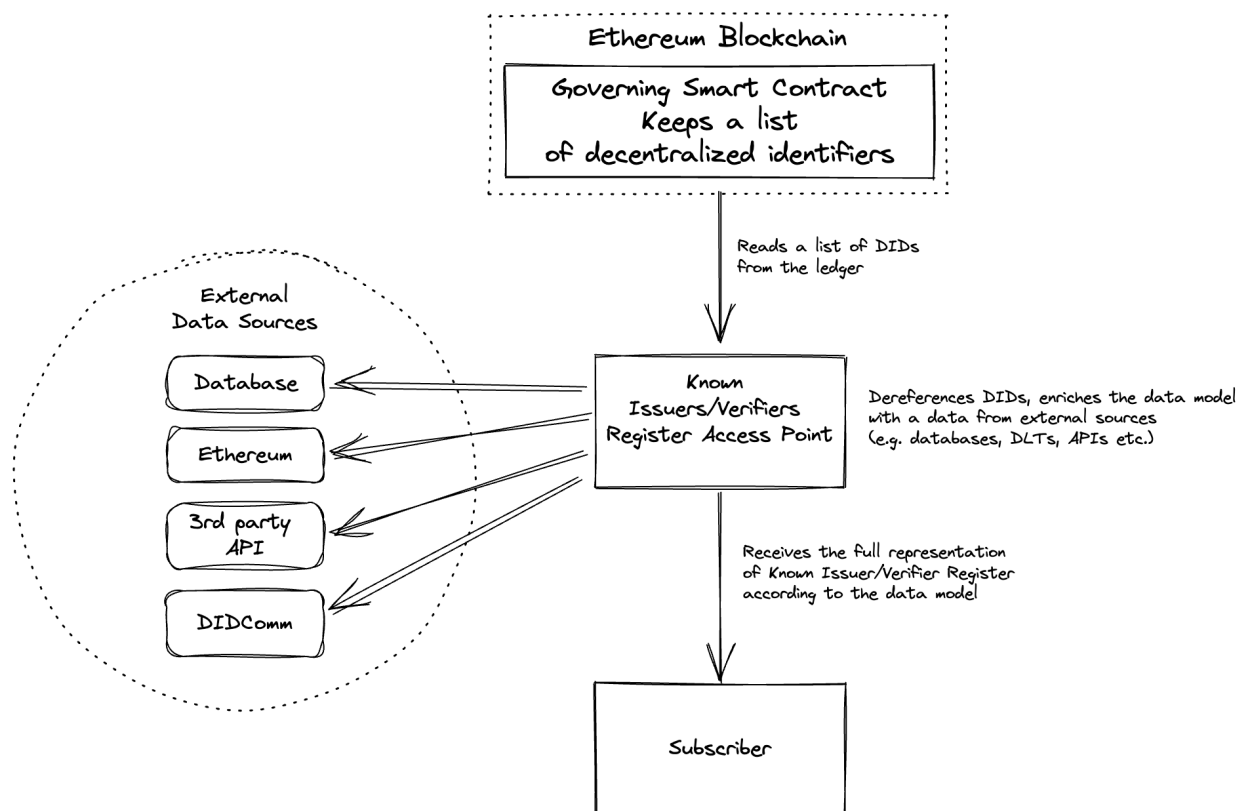 Ethereum Blockchain
Governing Smart Contract
Keeps a list
of decentralized identifiers
Reads a list of DIDs
from the ledger
External
Data Sources
Database
Ethereum
3rd party
API
DIDComm
Known
Issuers/Verifiers
Register Access Point
Dereferences DIDs, enriches the data model
with a data from external sources
(e.g. databases, DLTs, APIs etc.)
Receives the full representation
of Known Issuer/Verifier Register
according to the data model
Subscriber